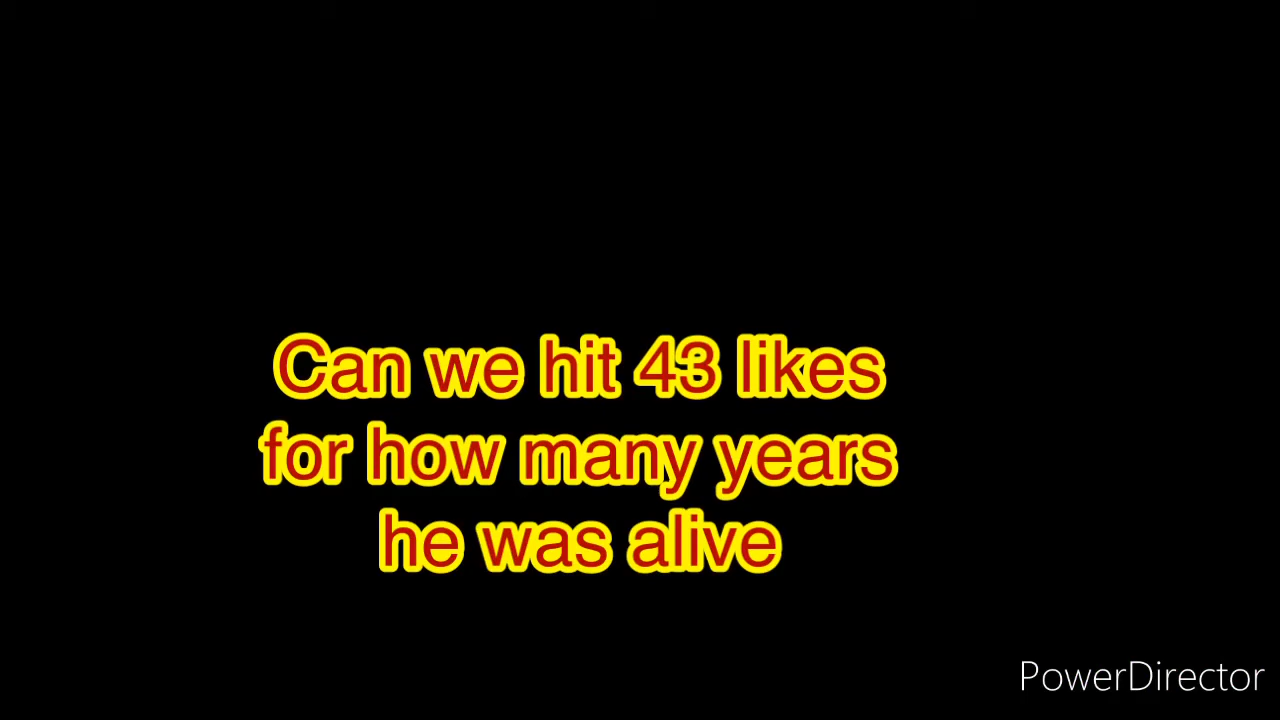 Can we hit 43 likes
for how many years
he was alive
PowerDirector